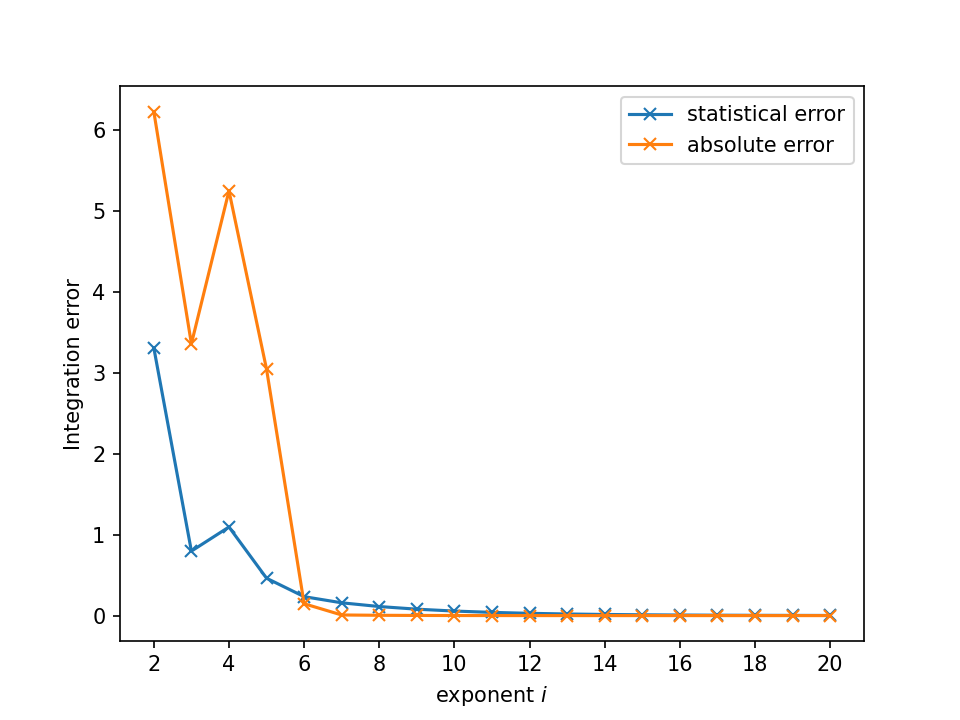 statistical error
absolute error
6
5
4
3
2
1
0
Integration error
2 4 6 8 10 12 14 16 18 20
exponent i